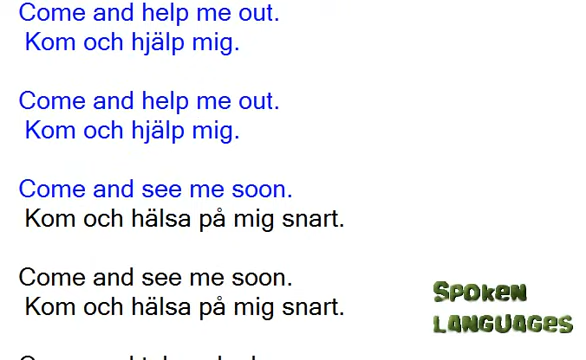 Come and help me out.
Kom och hjälp mig.
Come and help me out.
Kom och hjälp mig.
Come and see me soon.
Kom och hälsa på mig snart.
Come and see me soon.
Kom och hälsa på mig snart.
Spoken
Languages